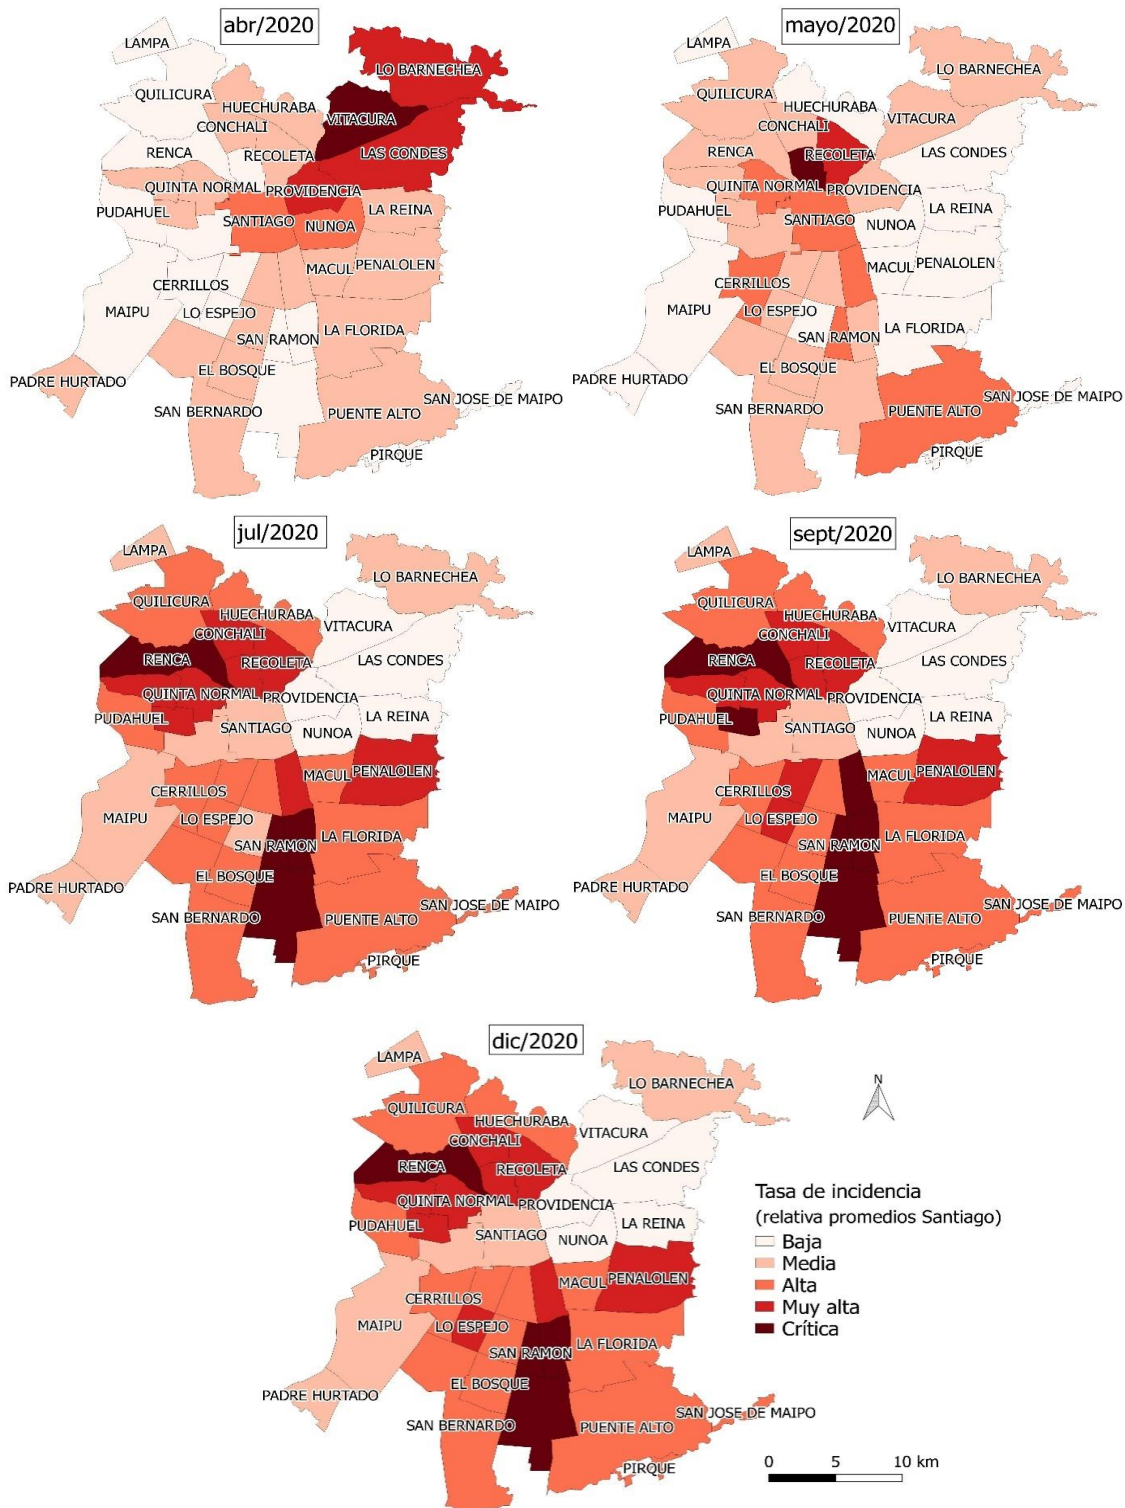 abr/2020
LAMPA
LO BARNECHEA
QUILICURA
HUECHURABA
VITACURA
CONCHALI
RENCA
RECOLETA
LAS CONDES
QUINTA NORMAL
PROVIDENCIA
PUDAHUEL
SANTIAGO
LA REINA
NUNOA
MACUL
PENALOLEN
CERRILLOS
MAIPU
LO ESPEJO
SAN RAMON
LA FLORIDA
EL BOSQUE
PADRE HURTADO
SAN BERNARDO
PUENTE ALTO
SAN JOSE DE MAIPO
PIRQUE
mayo/2020
LAMPA
LO BARNECHEA
QUILICURA
HUECHURABA
VITACURA
CONCHALI
RENCA
RECOLETA
LAS CONDES
QUINTA NORMAL
PROVIDENCIA
PUDAHUEL
SANTIAGO
LA REINA
NUNOA
MACUL
PENALOLEN
CERRILLOS
MAIPU
LO ESPEJO
SAN RAMON
LA FLORIDA
EL BOSQUE
PADRE HURTADO
SAN BERNARDO
PUENTE ALTO
SAN JOSE DE MAIPO
PIRQUE
jul/2020
LAMPA
LO BARNECHEA
QUILICURA
HUECHURABA
VITACURA
CONCHALI
RENCA
RECOLETA
LAS CONDES
QUINTA NORMAL
PROVIDENCIA
PUDAHUEL
SANTIAGO
LA REINA
NUNOA
MACUL
PENALOLEN
CERRILLOS
MAIPU
LO ESPEJO
SAN RAMON
LA FLORIDA
EL BOSQUE
PADRE HURTADO
SAN BERNARDO
PUENTE ALTO
SAN JOSE DE MAIPO
PIRQUE
sept/2020
LAMPA
LO BARNECHEA
QUILICURA
HUECHURABA
VITACURA
CONCHALI
RENCA
RECOLETA
LAS CONDES
QUINTA NORMAL
PROVIDENCIA
PUDAHUEL
SANTIAGO
LA REINA
NUNOA
MACUL
PENALOLEN
CERRILLOS
MAIPU
LO ESPEJO
SAN RAMON
LA FLORIDA
EL BOSQUE
PADRE HURTADO
SAN BERNARDO
PUENTE ALTO
SAN JOSE DE MAIPO
PIRQUE
dic/2020
LAMPA
LO BARNECHEA
QUILICURA
HUECHURABA
VITACURA
CONCHALI
RENCA
RECOLETA
LAS CONDES
QUINTA NORMAL
PROVIDENCIA
PUDAHUEL
SANTIAGO
LA REINA
NUNOA
MACUL
PENALOLEN
CERRILLOS
MAIPU
LO ESPEJO
SAN RAMON
LA FLORIDA
EL BOSQUE
PADRE HURTADO
SAN BERNARDO
PUENTE ALTO
SAN JOSE DE MAIPO
PIRQUE
N
Tasa de incidencia
(relativa promedios Santiago)
Baja
Media
Alta
Muy alta
Crítica
0 5 10 km